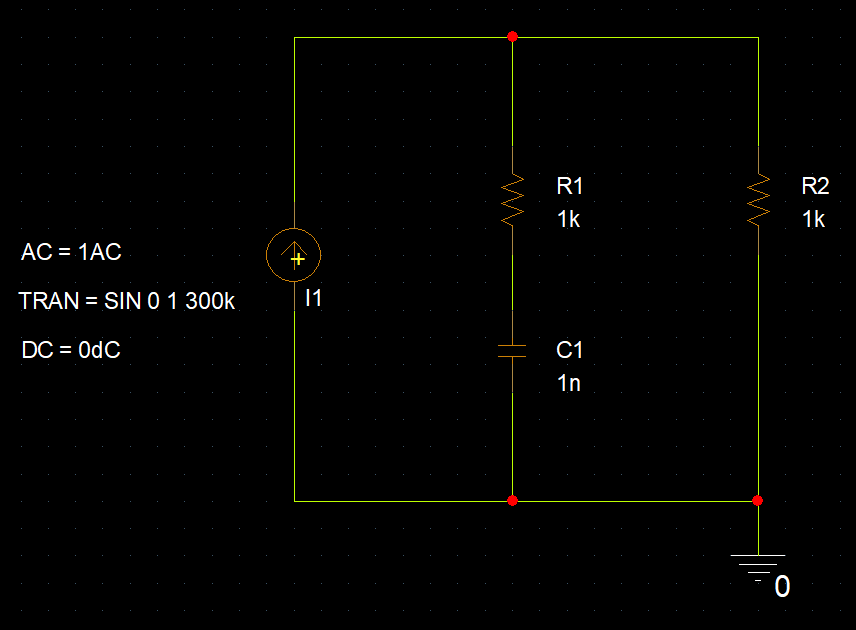 R1
1k
R2
1k
AC = 1AC
TRAN = SIN 0 1 300k
I1
DC = 0dC
C1
1n
0